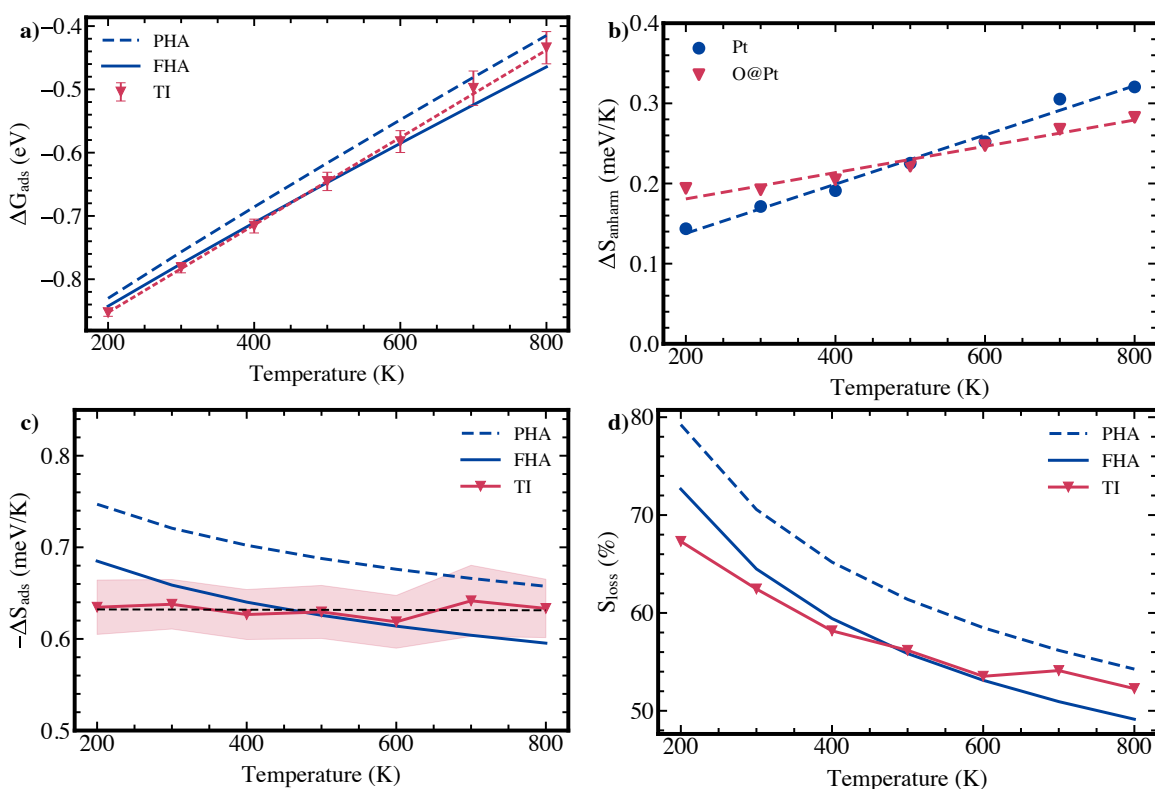 a)
PHA
FHA
TI
−0.4
−0.5
−0.6
−0.7
−0.8
ΔG_ads (eV)
200 400 600 800
Temperature (K)
b)
Pt
O@Pt
0.4
0.3
0.2
0.1
0.0
ΔS_anharm (meV/K)
200 400 600 800
Temperature (K)
c)
PHA
FHA
TI
0.8
0.7
0.6
0.5
−ΔS_ads (meV/K)
200 400 600 800
Temperature (K)
d)
PHA
FHA
TI
80
70
60
50
S_loss (%)
200 400 600 800
Temperature (K)